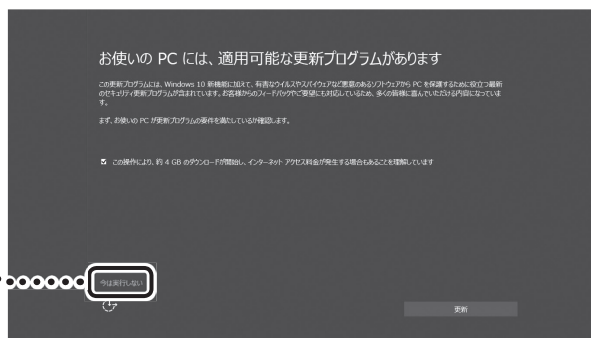 お使いの PC には、適用可能な更新プログラムがあります
この更新プログラムには、Windows 10 新機能に加えて、有害なウイルスやスパイウェアなど悪意のあるソフトウェアから PC を保護するために役立つ最新
のセキュリティ更新プログラムが含まれています。お客様からのフィードバックやご要望にも対応しているため、多くの皆様に喜んでいただける内容になっていま
す。
まず、お使いの PC が更新プログラムの要件を満たしているか確認します。
この操作により、約 4 GB のダウンロードが開始し、インターネット アクセス料金が発生する場合もあることを理解しています
今は実行しない
更新